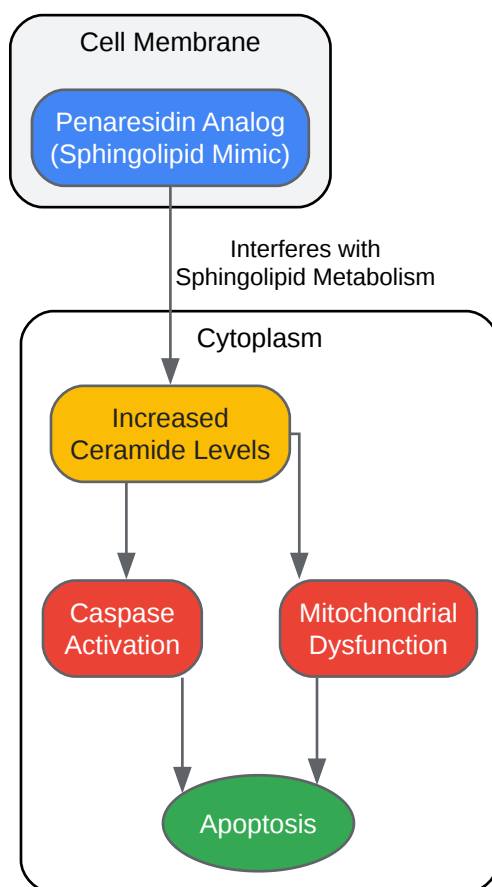 Cell Membrane
Penaresidin Analog
(Sphingolipid Mimic)
Interferes with
Sphingolipid Metabolism
Cytoplasm
Increased
Ceramide Levels
Caspase
Activation
Mitochondrial
Dysfunction
Apoptosis